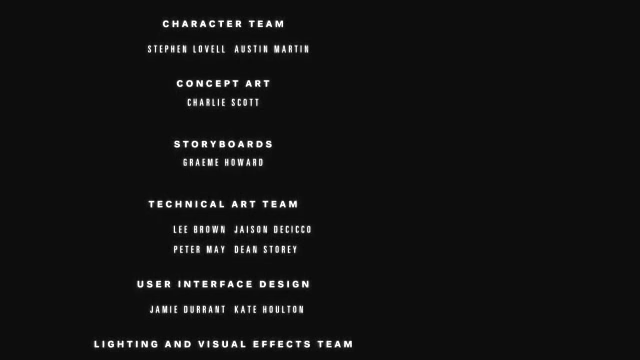 CHARACTER TEAM
STEPHEN LOVELL AUSTIN MARTIN
CONCEPT ART
CHARLIE SCOTT
STORYBOARDS
GRAEME HOWARD
TECHNICAL ART TEAM
LEE BROWN JAISON DECICCO
PETER MAY DEAN STOREY
USER INTERFACE DESIGN
JAMIE DURRANT KATE HOULTON
LIGHTING AND VISUAL EFFECTS TEAM